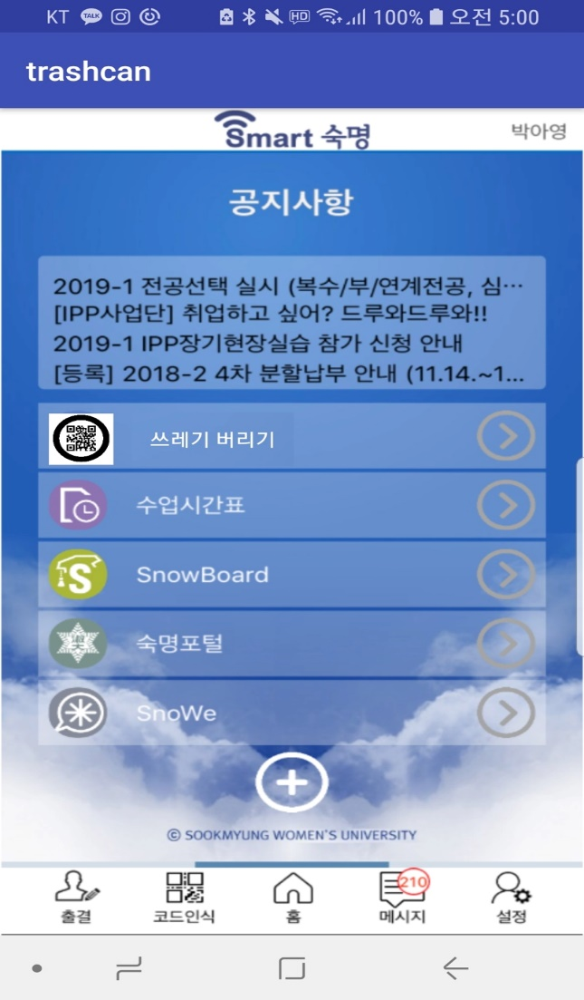 KT TALK HD 100% 오전 5:00
trashcan
Smart 숙명 박아영
공지사항
2019-1 전공선택 실시 (복수/부/연계전공, 심…
[IPP사업단] 취업하고 싶어? 드루와드루와!!
2019-1 IPP장기현장실습 참가 신청 안내
[등록] 2018-2 4차 분할납부 안내 (11.14.~1...
쓰레기 버리기
수업시간표
S SnowBoard
숙명포털
SnoWe
© SOOKMYUNG WOMEN'S UNIVERSITY
210
출결 코드인식 홈 메시지 설정